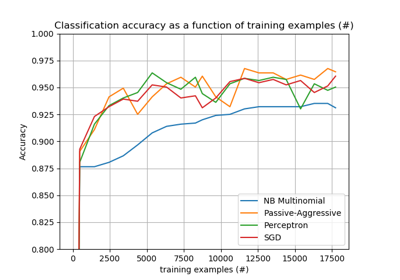 Classification accuracy as a function of training examples (#)
1.000
0.975
0.950
0.925
0.900
0.875
0.850
0.825
0.800
Accuracy
NB Multinomial
Passive-Aggressive
Perceptron
SGD
0 2500 5000 7500 10000 12500 15000 17500
training examples (#)